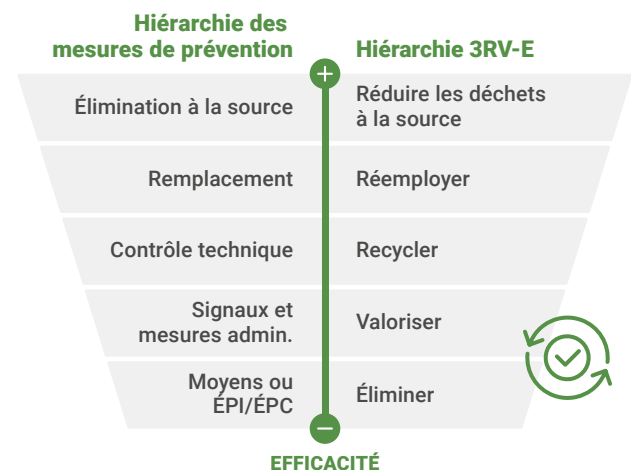 Hiérarchie des
mesures de prévention
Hiérarchie 3RV-E
+
Élimination à la source
Réduire les déchets
à la source
Remplacement
Réemployer
Contrôle technique
Recycler
Signaux et
mesures admin.
Valoriser
Moyens ou
ÉPI/ÉPC
Éliminer
−
EFFICACITÉ